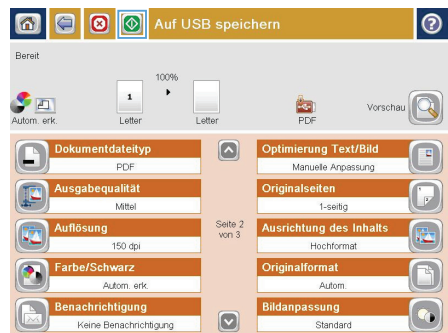 Auf USB speichern
Bereit
100%
1
Autom. erk.
Letter
Letter
PDF
Vorschau
Dokumentdateityp
PDF
Optimierung Text/Bild
Manuelle Anpassung
Ausgabequalität
Mittel
Originalseiten
1-seitig
Auflösung
150 dpi
Seite 2
von 3
Ausrichtung des Inhalts
Hochformat
Farbe/Schwarz
Autom. erk.
Originalformat
Autom.
Benachrichtigung
Keine Benachrichtigung
Bildanpassung
Standard